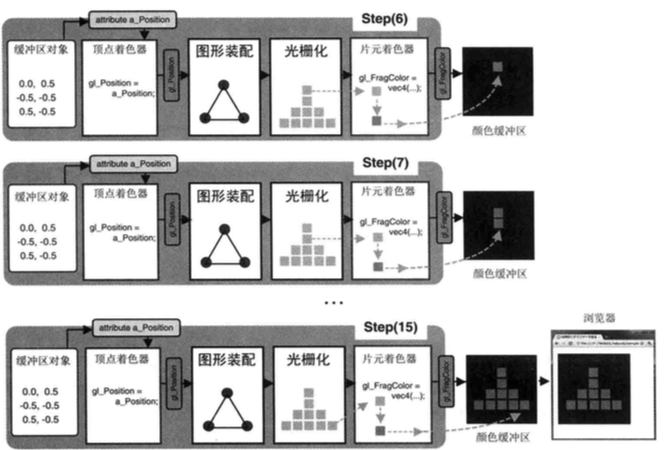 attribute a_Position
Step(6)
缓冲区对象
顶点着色器
图形装配
光栅化
片元着色器
0.0, 0.5
-0.5, -0.5
0.5, -0.5
gl_Position =
a_Position;
gl_Position
gl_FragColor =
vec4(...);
gl_FragColor
颜色缓冲区
attribute a_Position
Step(7)
缓冲区对象
顶点着色器
图形装配
光栅化
片元着色器
0.0, 0.5
-0.5, -0.5
0.5, -0.5
gl_Position =
a_Position;
gl_Position
gl_FragColor =
vec4(...);
gl_FragColor
颜色缓冲区
...
attribute a_Position
Step(15)
浏览器
缓冲区对象
顶点着色器
图形装配
光栅化
片元着色器
0.0, 0.5
-0.5, -0.5
0.5, -0.5
gl_Position =
a_Position;
gl_Position
gl_FragColor =
vec4(...);
gl_FragColor
颜色缓冲区